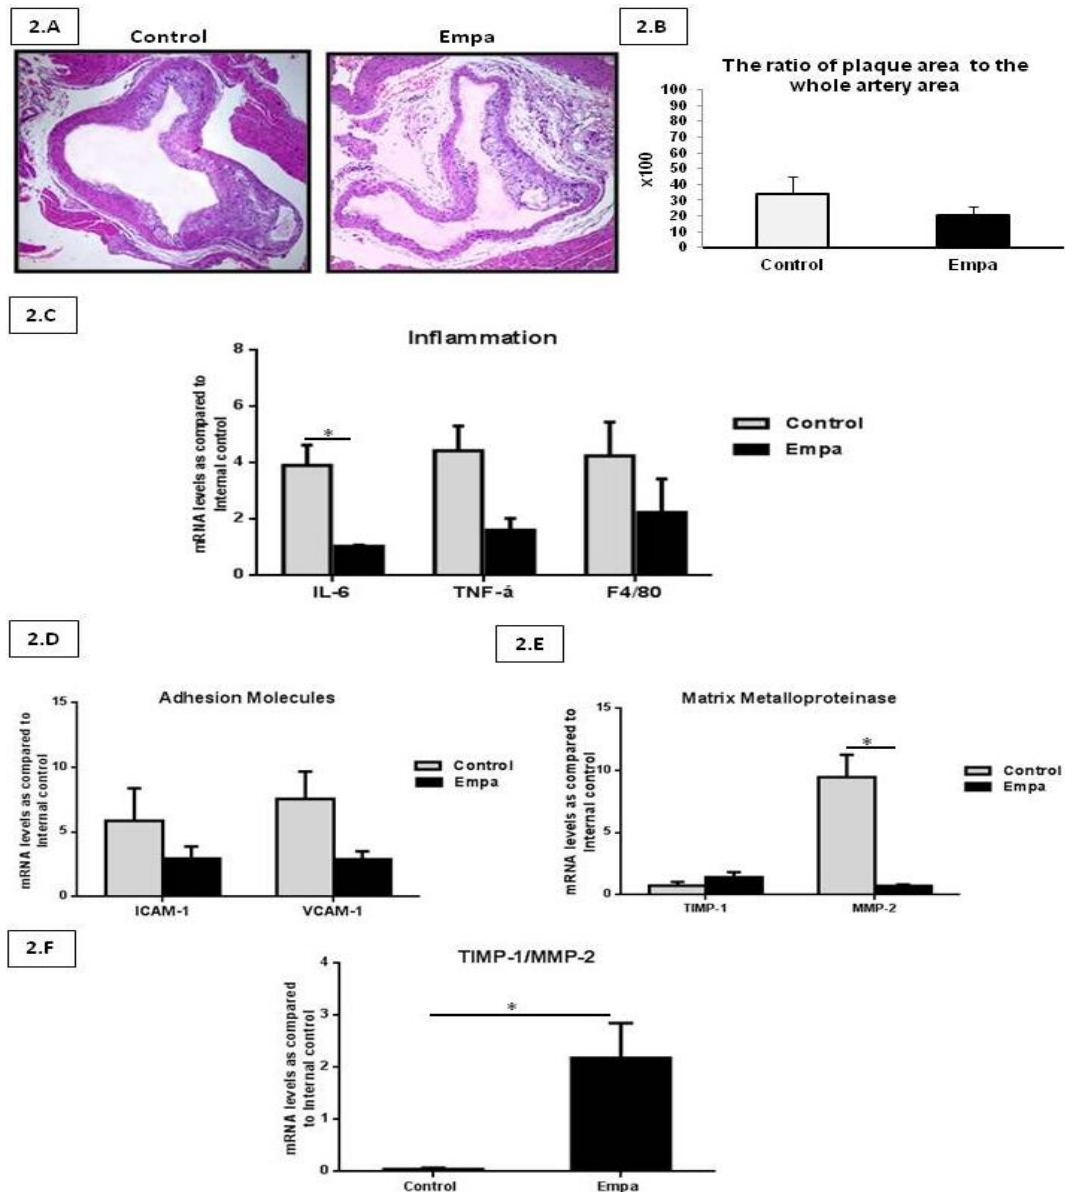 2.A
Control
Empa
2.B
The ratio of plaque area to the
whole artery area
x100
100
90
80
70
60
50
40
30
20
10
0
Control
Empa
2.C
Inflammation
mRNA levels as compared to
Internal control
8
6
4
2
0
*
IL-6
TNF-á
F4/80
Control
Empa
2.D
Adhesion Molecules
mRNA levels as compared to
Internal control
15
10
5
0
ICAM-1
VCAM-1
Control
Empa
2.E
Matrix Metalloproteinase
mRNA levels as compared to
Internal control
15
10
5
0
*
TIMP-1
MMP-2
Control
Empa
2.F
TIMP-1/MMP-2
mRNA levels as compared
to Internal control
4
3
2
1
0
*
Control
Empa